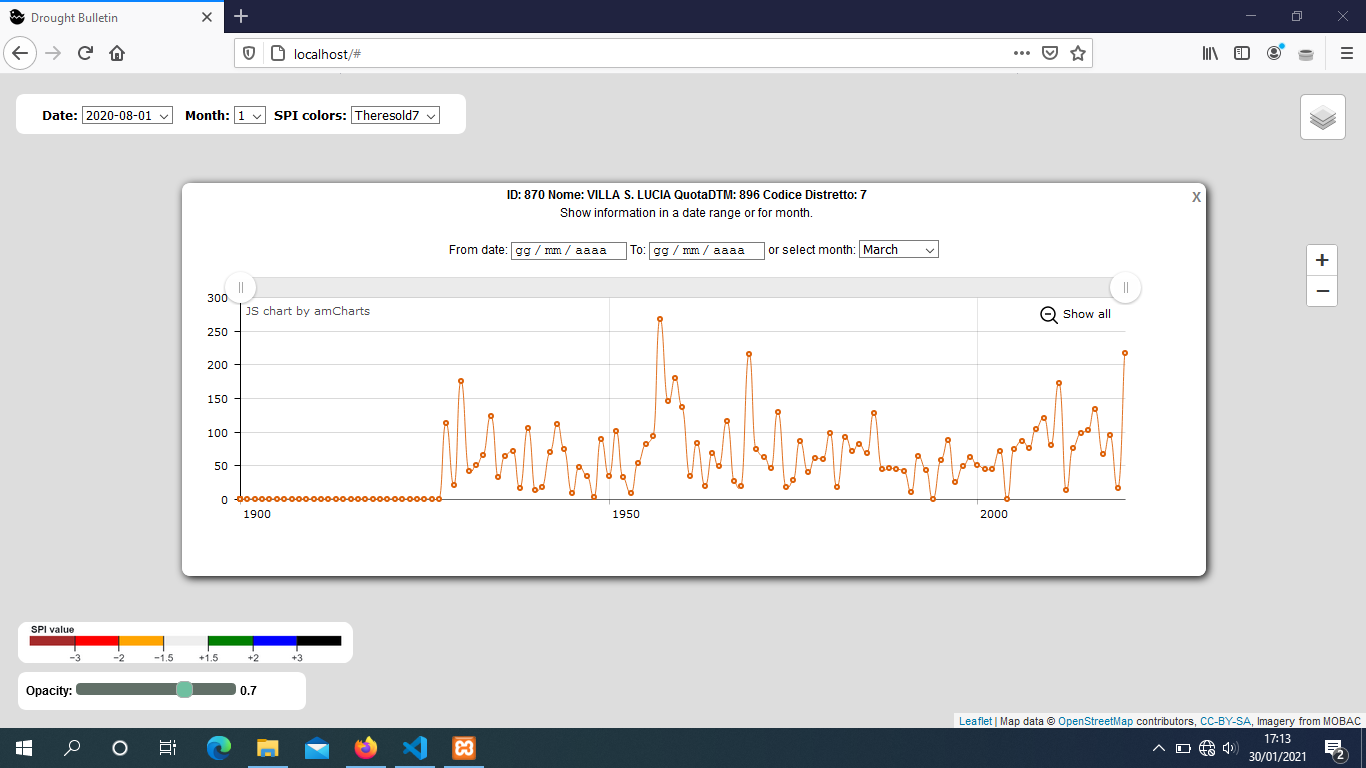 Drought Bulletin
localhost/#
Date: 2020-08-01 Month: 1 SPI colors: Theresold7
ID: 870 Nome: VILLA S. LUCIA QuotaDTM: 896 Codice Distretto: 7
X
Show information in a date range or for month.
From date: gg / mm / aaaa To: gg / mm / aaaa or select month: March
+
−
300
JS chart by amCharts
Show all
250
200
150
100
50
0
1900
1950
2000
SPI value
−3 −2 −1.5 +1.5 +2 +3
Opacity: 0.7
Leaflet | Map data © OpenStreetMap contributors, CC-BY-SA, Imagery from MOBAC
17:13
30/01/2021
2